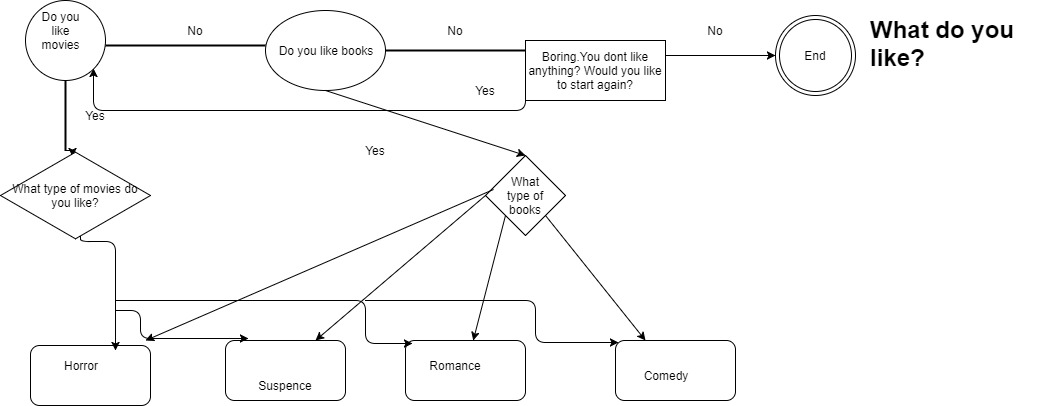 Do you
like
movies
No
Do you like books
No
Boring.You dont like
anything? Would you like
to start again?
No
End
What do you
like?
Yes
Yes
Yes
What type of movies do
you like?
What
type of
books
Horror
Suspence
Romance
Comedy